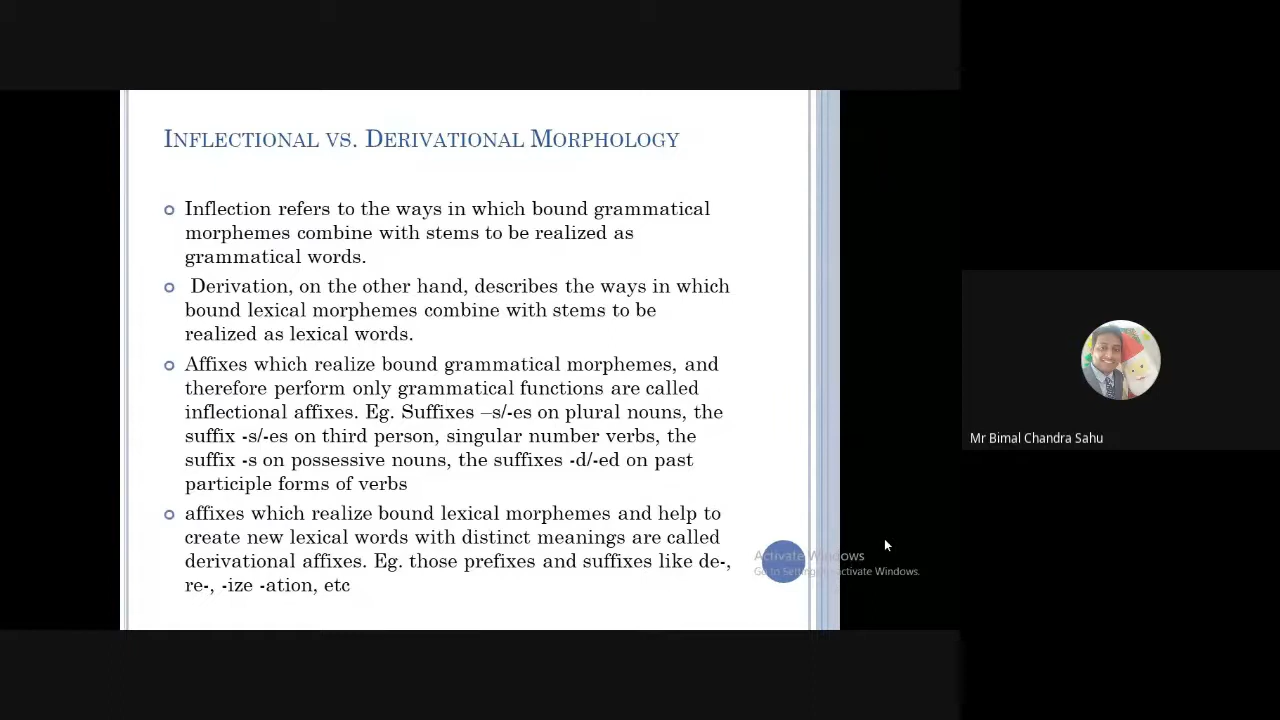 INFLECTIONAL VS. DERIVATIONAL MORPHOLOGY
Inflection refers to the ways in which bound grammatical
morphemes combine with stems to be realized as
grammatical words.
Derivation, on the other hand, describes the ways in which
bound lexical morphemes combine with stems to be
realized as lexical words.
Affixes which realize bound grammatical morphemes, and
therefore perform only grammatical functions are called
inflectional affixes. Eg. Suffixes –s/-es on plural nouns, the
suffix -s/-es on third person, singular number verbs, the
suffix -s on possessive nouns, the suffixes -d/-ed on past
participle forms of verbs
affixes which realize bound lexical morphemes and help to
create new lexical words with distinct meanings are called
derivational affixes. Eg. those prefixes and suffixes like de-,
re-, -ize -ation, etc
Activate Windows
Go to Settings to activate Windows.
Mr Bimal Chandra Sahu